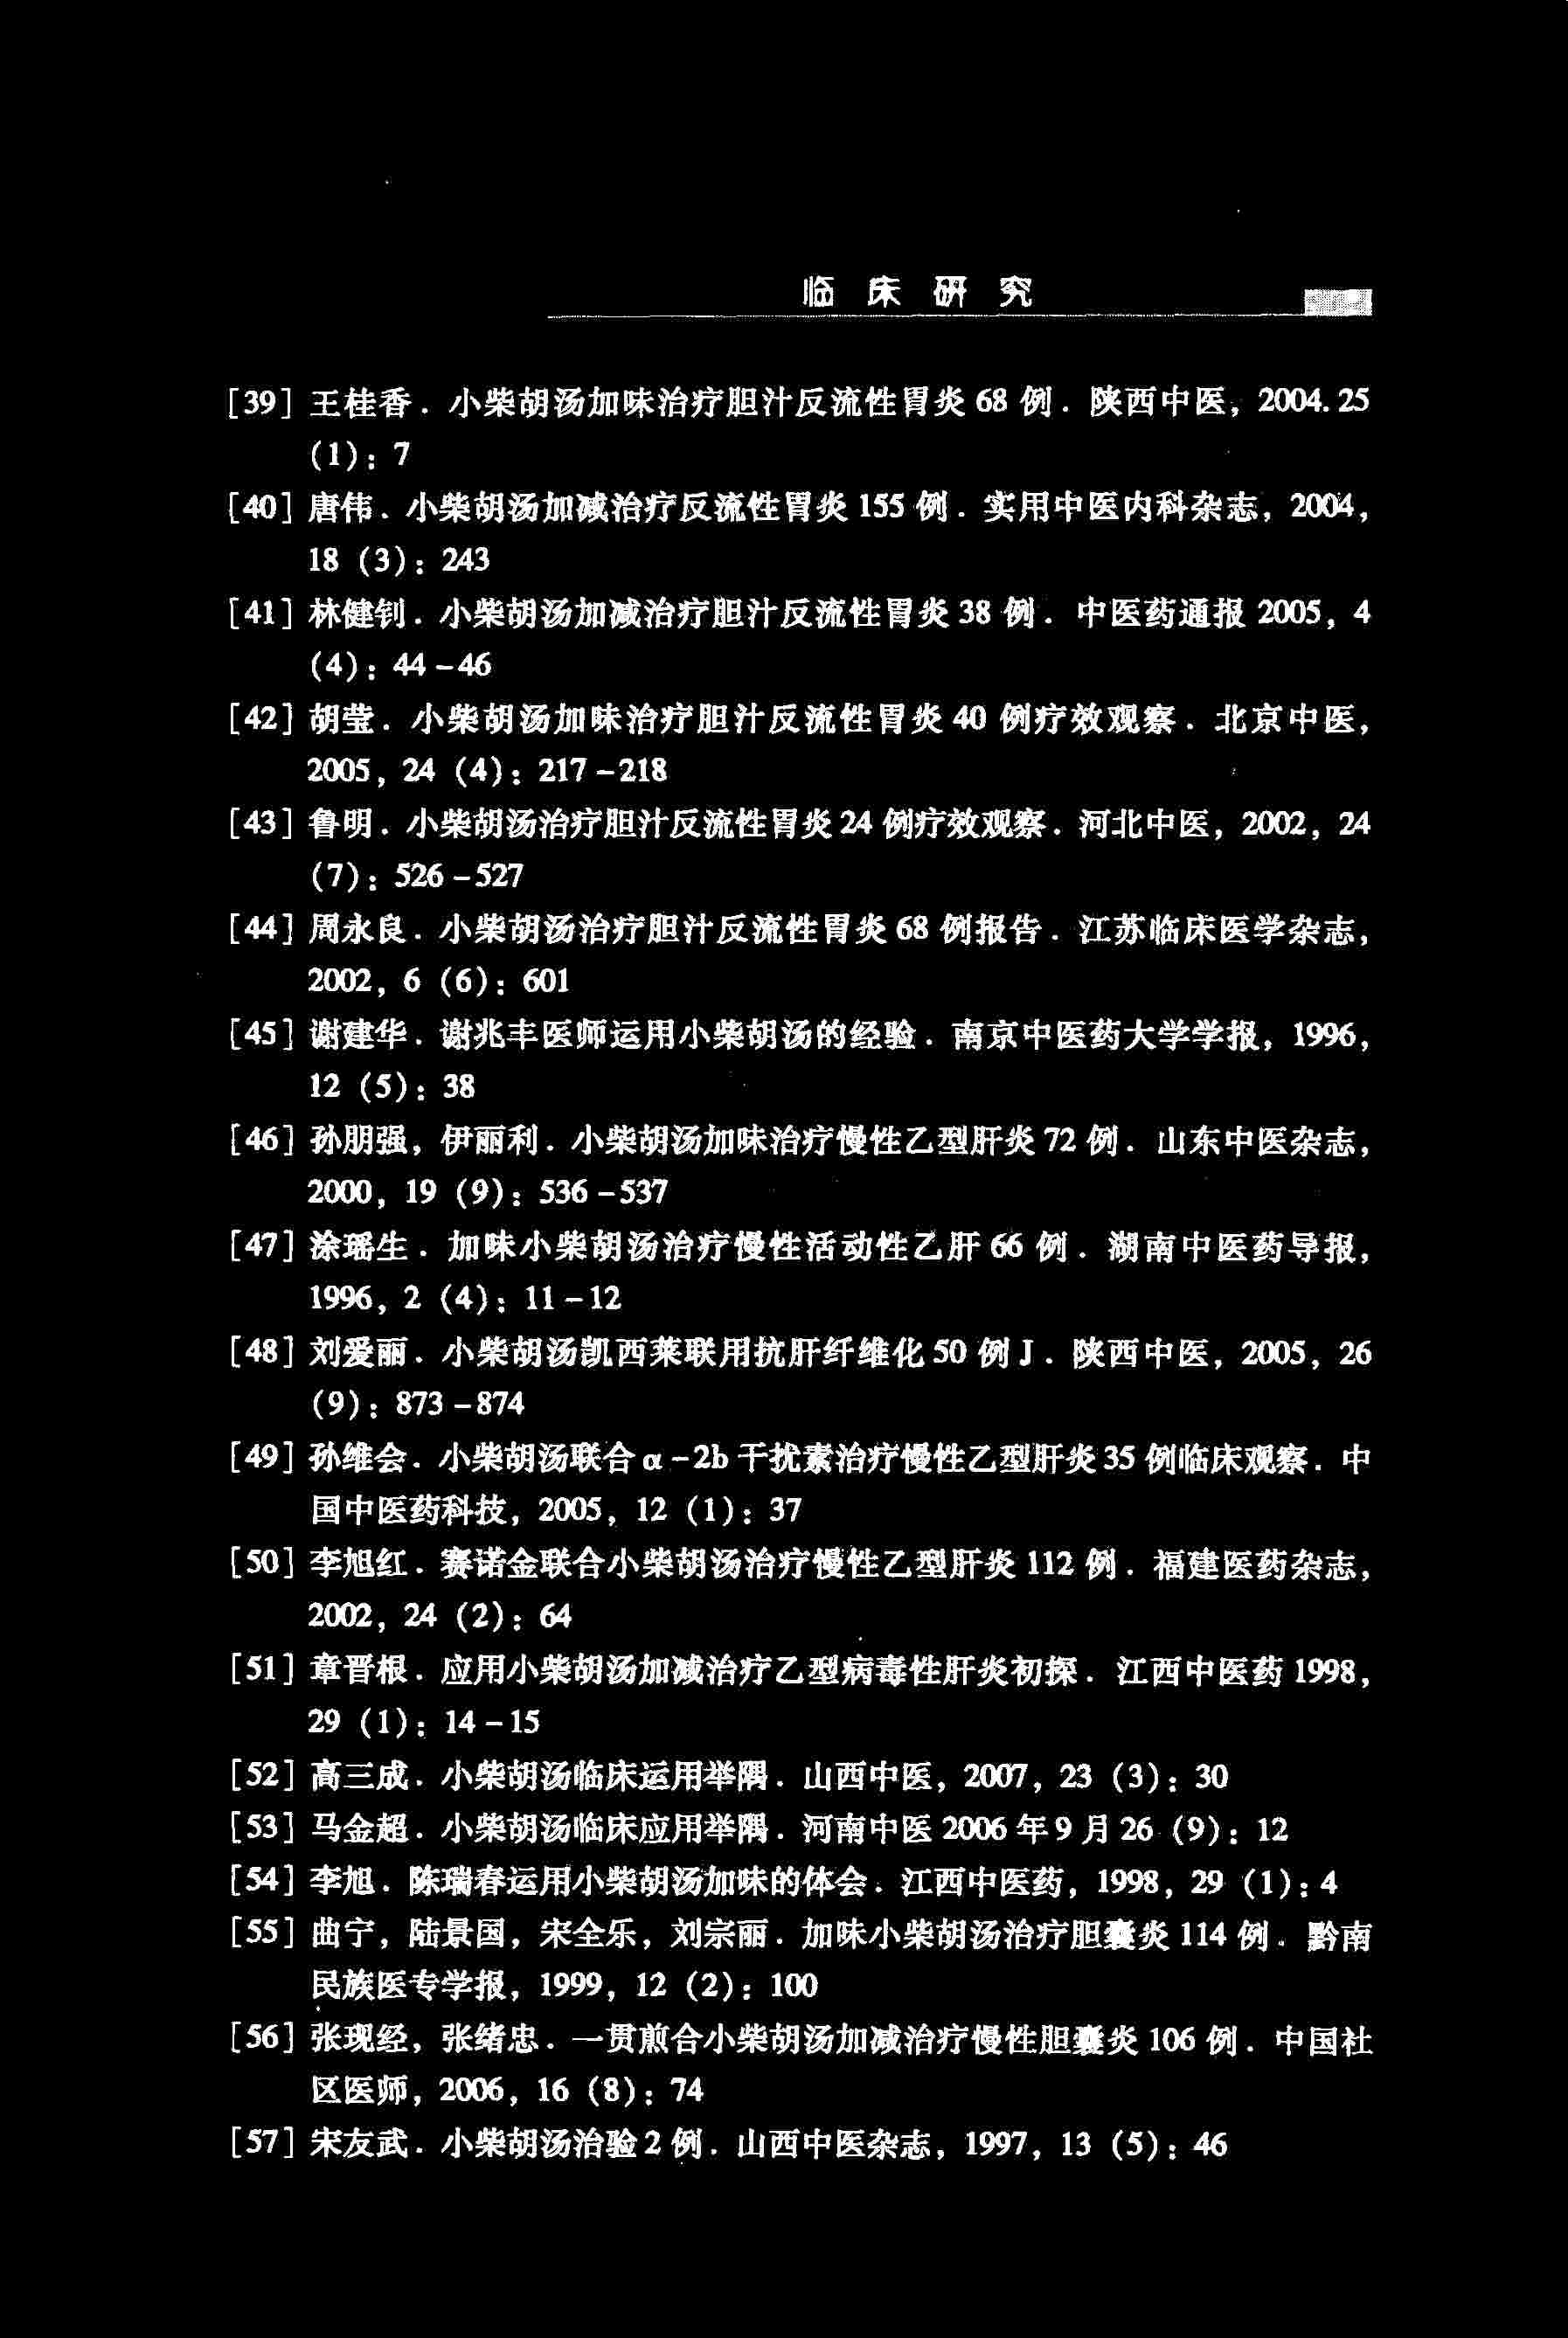 临床研究
[39] 王桂香．小柴胡汤加味治疗胆汁反流性胃炎 68 例．陕西中医，2004. 25
(1)：7
[40] 唐伟．小柴胡汤加减治疗反流性胃炎 155 例．实用中医内科杂志，2004，
18 (3)：243
[41] 林健钊．小柴胡汤加减治疗胆汁反流性胃炎 38 例．中医药通报 2005，4
(4)：44－46
[42] 胡莹．小柴胡汤加味治疗胆汁反流性胃炎 40 例疗效观察．北京中医，
2005，24 (4)：217－218
[43] 鲁明．小柴胡汤治疗胆汁反流性胃炎 24 例疗效观察．河北中医，2002，24
(7)：526－527
[44] 周永良．小柴胡汤治疗胆汁反流性胃炎 68 例报告．江苏临床医学杂志，
2002，6 (6)：601
[45] 谢建华．谢兆丰医师运用小柴胡汤的经验．南京中医药大学学报，1996，
12 (5)：38
[46] 孙朋强，伊丽利．小柴胡汤加味治疗慢性乙型肝炎 72 例．山东中医杂志，
2000，19 (9)：536－537
[47] 涂瑶生．加味小柴胡汤治疗慢性活动性乙肝 66 例．湖南中医药导报，
1996，2 (4)：11－12
[48] 刘爱丽．小柴胡汤凯西莱联用抗肝纤维化 50 例 J．陕西中医，2005，26
(9)：873－874
[49] 孙维会．小柴胡汤联合 α－2b 干扰素治疗慢性乙型肝炎 35 例临床观察．中
国中医药科技，2005，12 (1)：37
[50] 李旭红．赛诺金联合小柴胡汤治疗慢性乙型肝炎 112 例．福建医药杂志，
2002，24 (2)：64
[51] 章晋根．应用小柴胡汤加减治疗乙型病毒性肝炎初探．江西中医药 1998，
29 (1)：14－15
[52] 高三成．小柴胡汤临床运用举隅．山西中医，2007，23 (3)：30
[53] 马金超．小柴胡汤临床应用举隅．河南中医 2006 年 9 月 26 (9)：12
[54] 李旭．陈瑞春运用小柴胡汤加味的体会．江西中医药，1998，29 (1)：4
[55] 曲宁，陆景国，宋全乐，刘宗丽．加味小柴胡汤治疗胆囊炎 114 例．黔南
民族医专学报，1999，12 (2)：100
[56] 张现经，张绪忠．一贯煎合小柴胡汤加减治疗慢性胆囊炎 106 例．中国社
区医师，2006，16 (8)：74
[57] 宋友武．小柴胡汤治验 2 例．山西中医杂志，1997，13 (5)：46